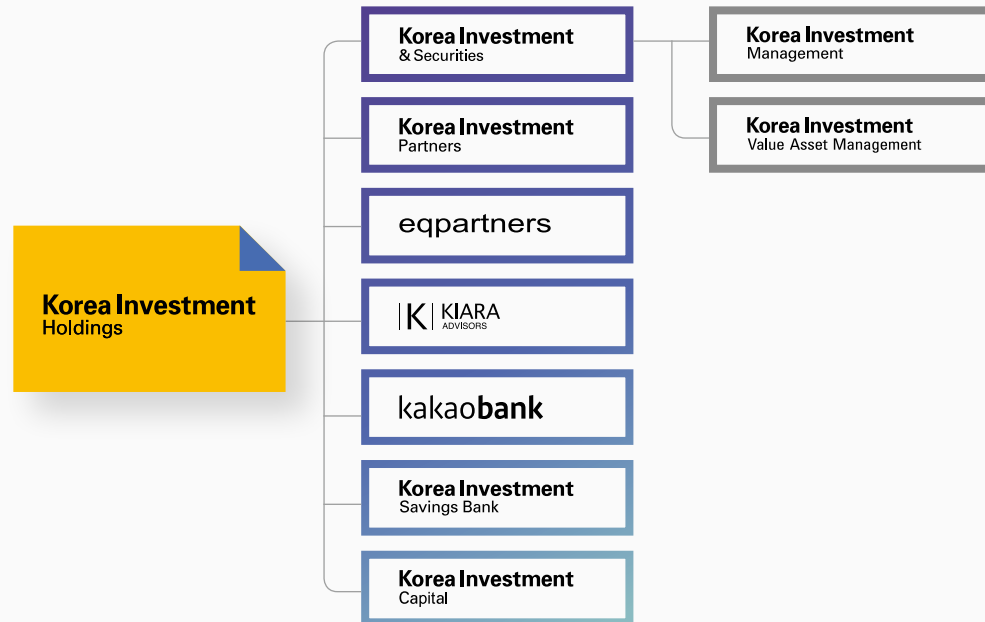 Korea Investment
Holdings
Korea Investment
& Securities
Korea Investment
Partners
eqpartners
K KIARA
ADVISORS
kakaobank
Korea Investment
Savings Bank
Korea Investment
Capital
Korea Investment
Management
Korea Investment
Value Asset Management